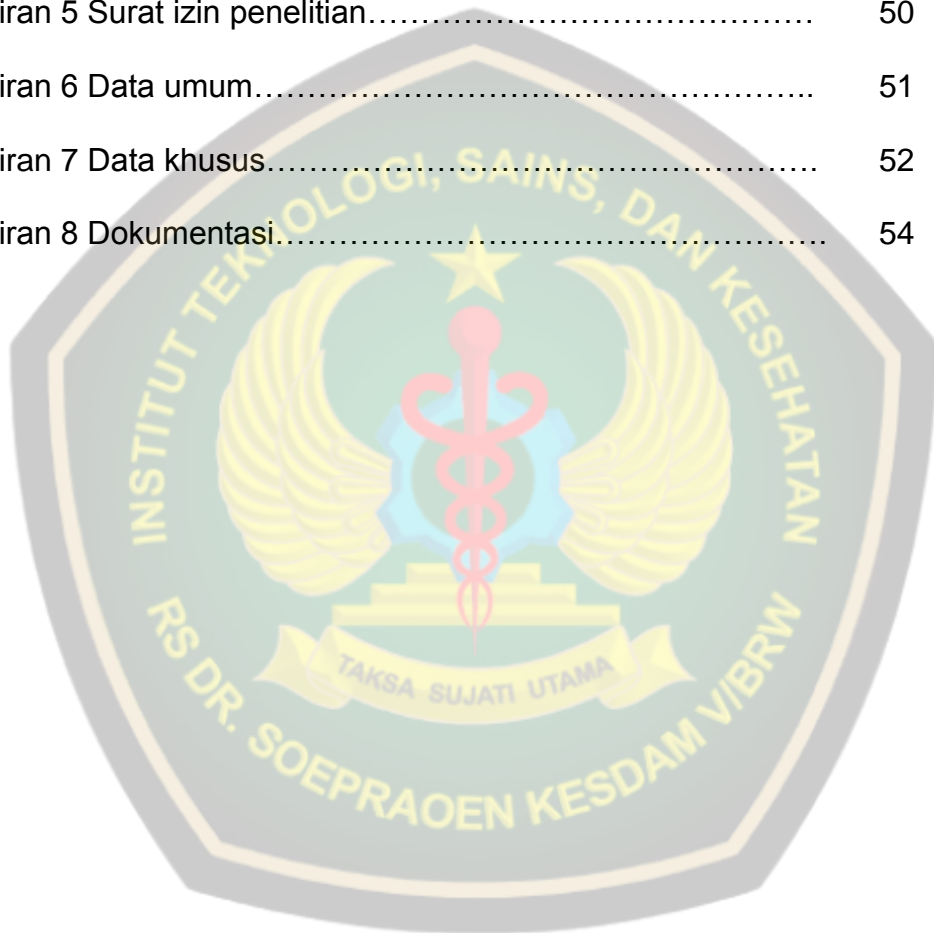 iran 5 Surat izin penelitian…………………………………… 50
iran 6 Data umum…………………………………………….. 51
iran 7 Data khusus……………………………………………. 52
iran 8 Dokumentasi……………………………………………. 54
INSTITUT TEKNOLOGI, SAINS, DAN KESEHATAN
TAKSA SUJATI UTAMA
RS DR. SOEPRAOEN KESDAM V/BRW